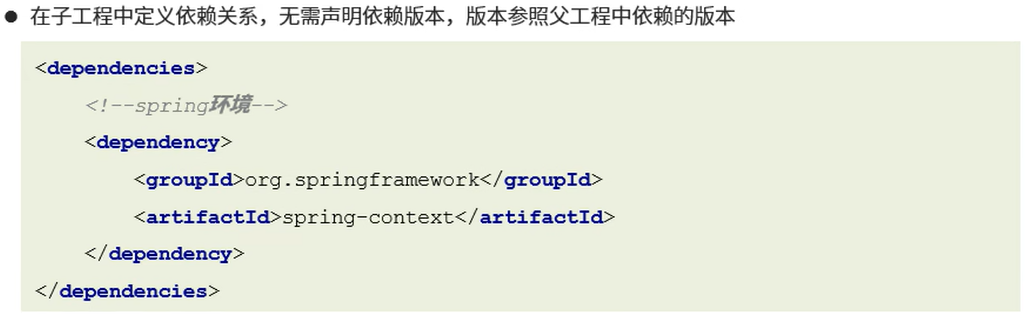 ● 在子工程中定义依赖关系，无需声明依赖版本，版本参照父工程中依赖的版本
<dependencies>
    <!--spring环境-->
    <dependency>
        <groupId>org.springframework</groupId>
        <artifactId>spring-context</artifactId>
    </dependency>
</dependencies>